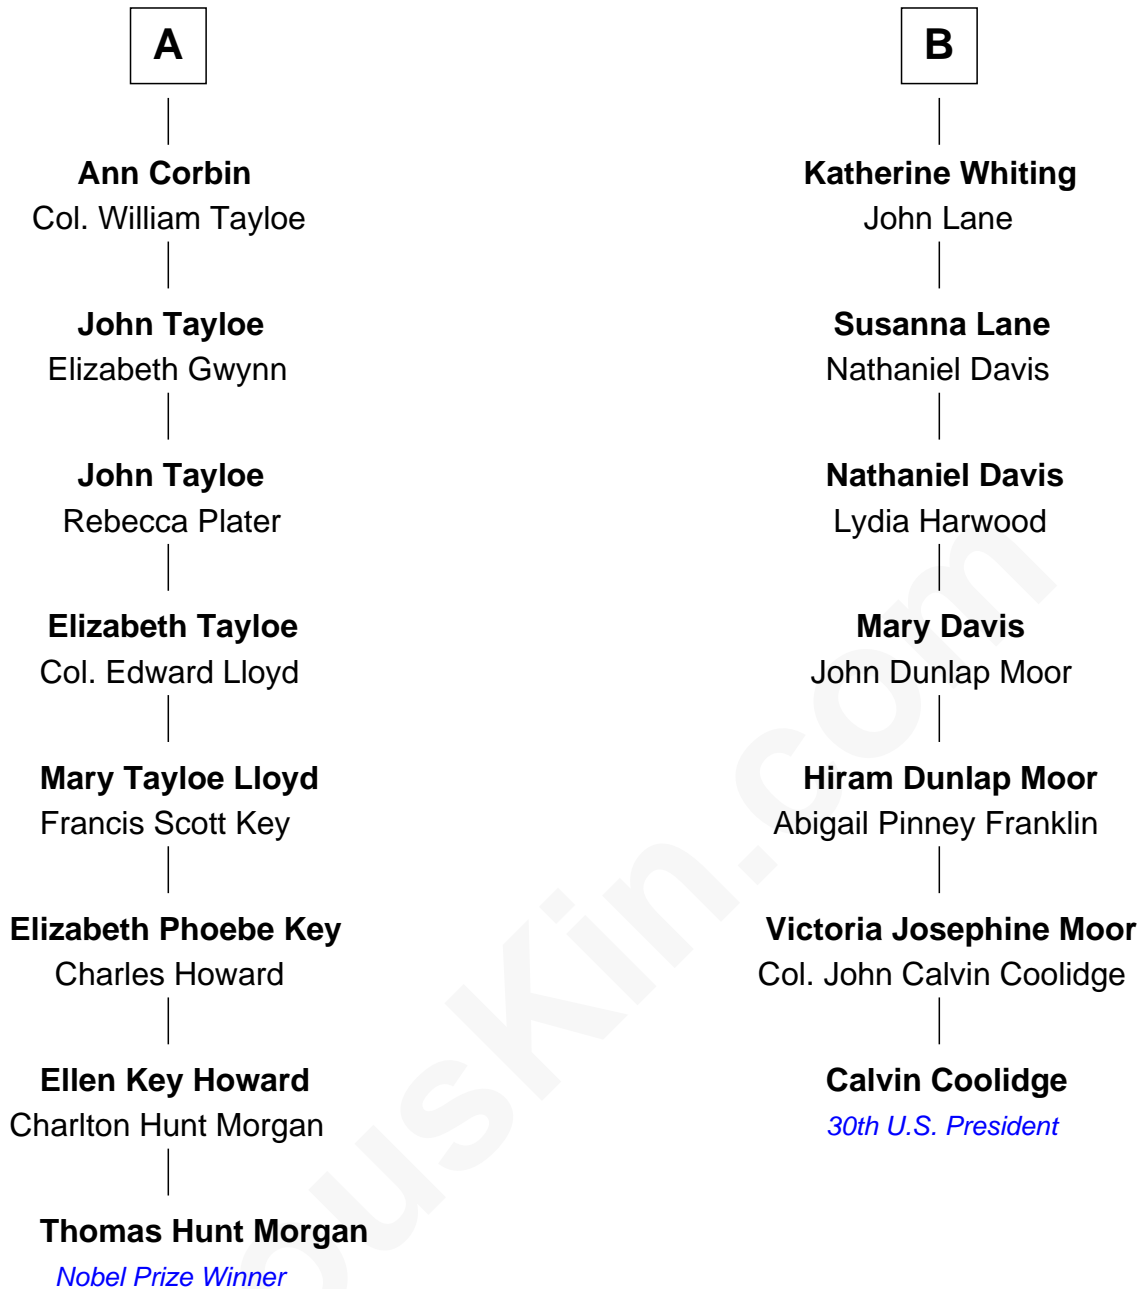 A
Ann Corbin
Col. William Tayloe
John Tayloe
Elizabeth Gwynn
John Tayloe
Rebecca Plater
Elizabeth Tayloe
Col. Edward Lloyd
Mary Tayloe Lloyd
Francis Scott Key
Elizabeth Phoebe Key
Charles Howard
Ellen Key Howard
Charlton Hunt Morgan
Thomas Hunt Morgan
Nobel Prize Winner
B
Katherine Whiting
John Lane
Susanna Lane
Nathaniel Davis
Nathaniel Davis
Lydia Harwood
Mary Davis
John Dunlap Moor
Hiram Dunlap Moor
Abigail Pinney Franklin
Victoria Josephine Moor
Col. John Calvin Coolidge
Calvin Coolidge
30th U.S. President
ousKin.com